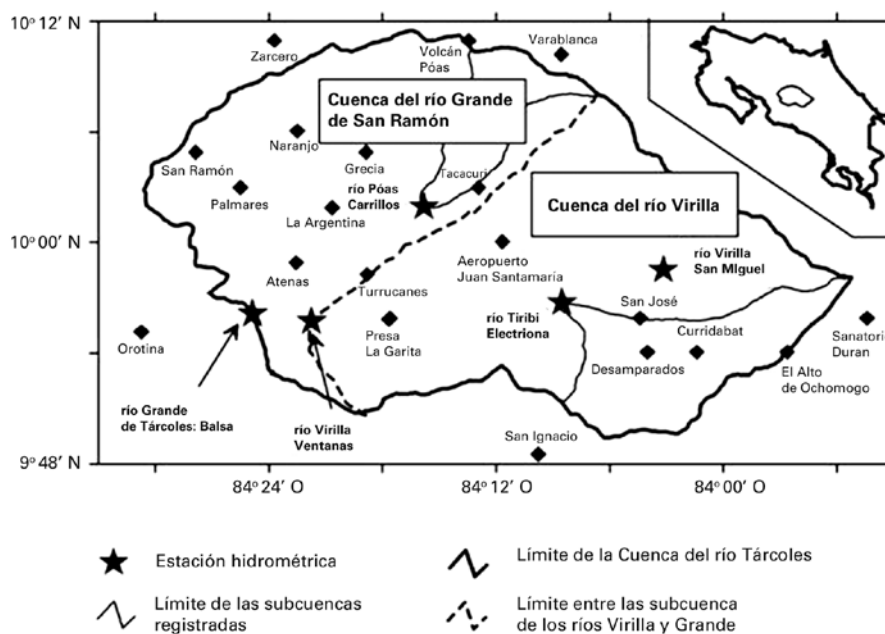 10° 12' N
10° 00' N
9° 48' N
84° 24' O
84° 12' O
84° 00' O
Zarcero
Volcán
Póas
Varablanca
Cuenca del río Grande
de San Ramón
Naranjo
San Ramón
Grecia
Tacacurí
Palmares
río Póas
Carrillos
La Argentina
Cuenca del río Virilla
Aeropuerto
Juan Santamaría
río Virilla
San MIguel
Atenas
Turrucanes
río Tiribi
Electriona
San José
Orotina
Presa
La Garita
Curridabat
Sanatorio
Duran
Desamparados
El Alto
de Ochomogo
río Grande
de Tárcoles: Balsa
río Virilla
Ventanas
San Ignacio
Estación hidrométrica
Límite de la Cuenca del río Tárcoles
Límite de las subcuencas
registradas
Límite entre las subcuenca
de los ríos Virilla y Grande